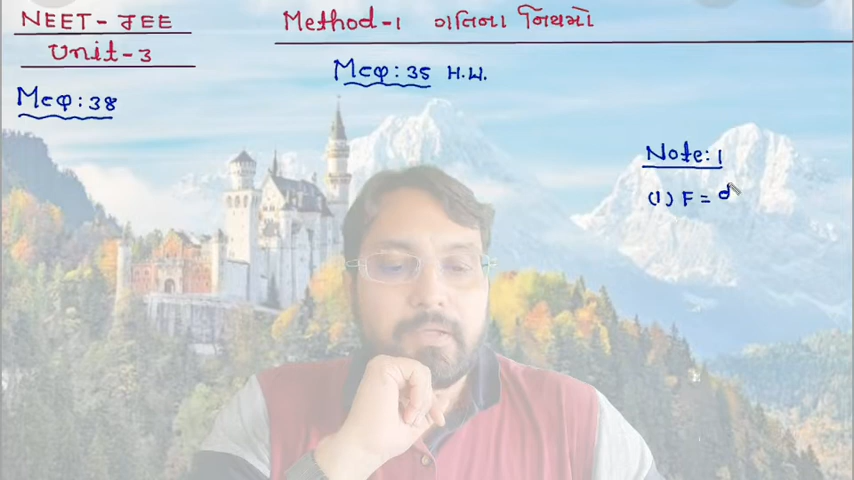 NEET - JEE
Unit - 3
Method-1 ગતિના નિયમો
Mcq : 35 H.W.
Mcq : 38
Note: 1
(1) F = d